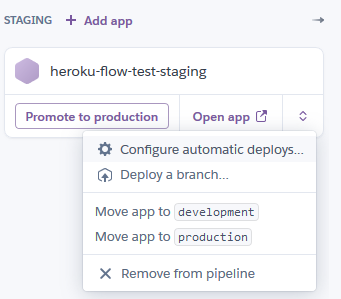 STAGING + Add app
heroku-flow-test-staging
Promote to production Open app
Configure automatic deploys...
Deploy a branch...
Move app to development
Move app to production
Remove from pipeline